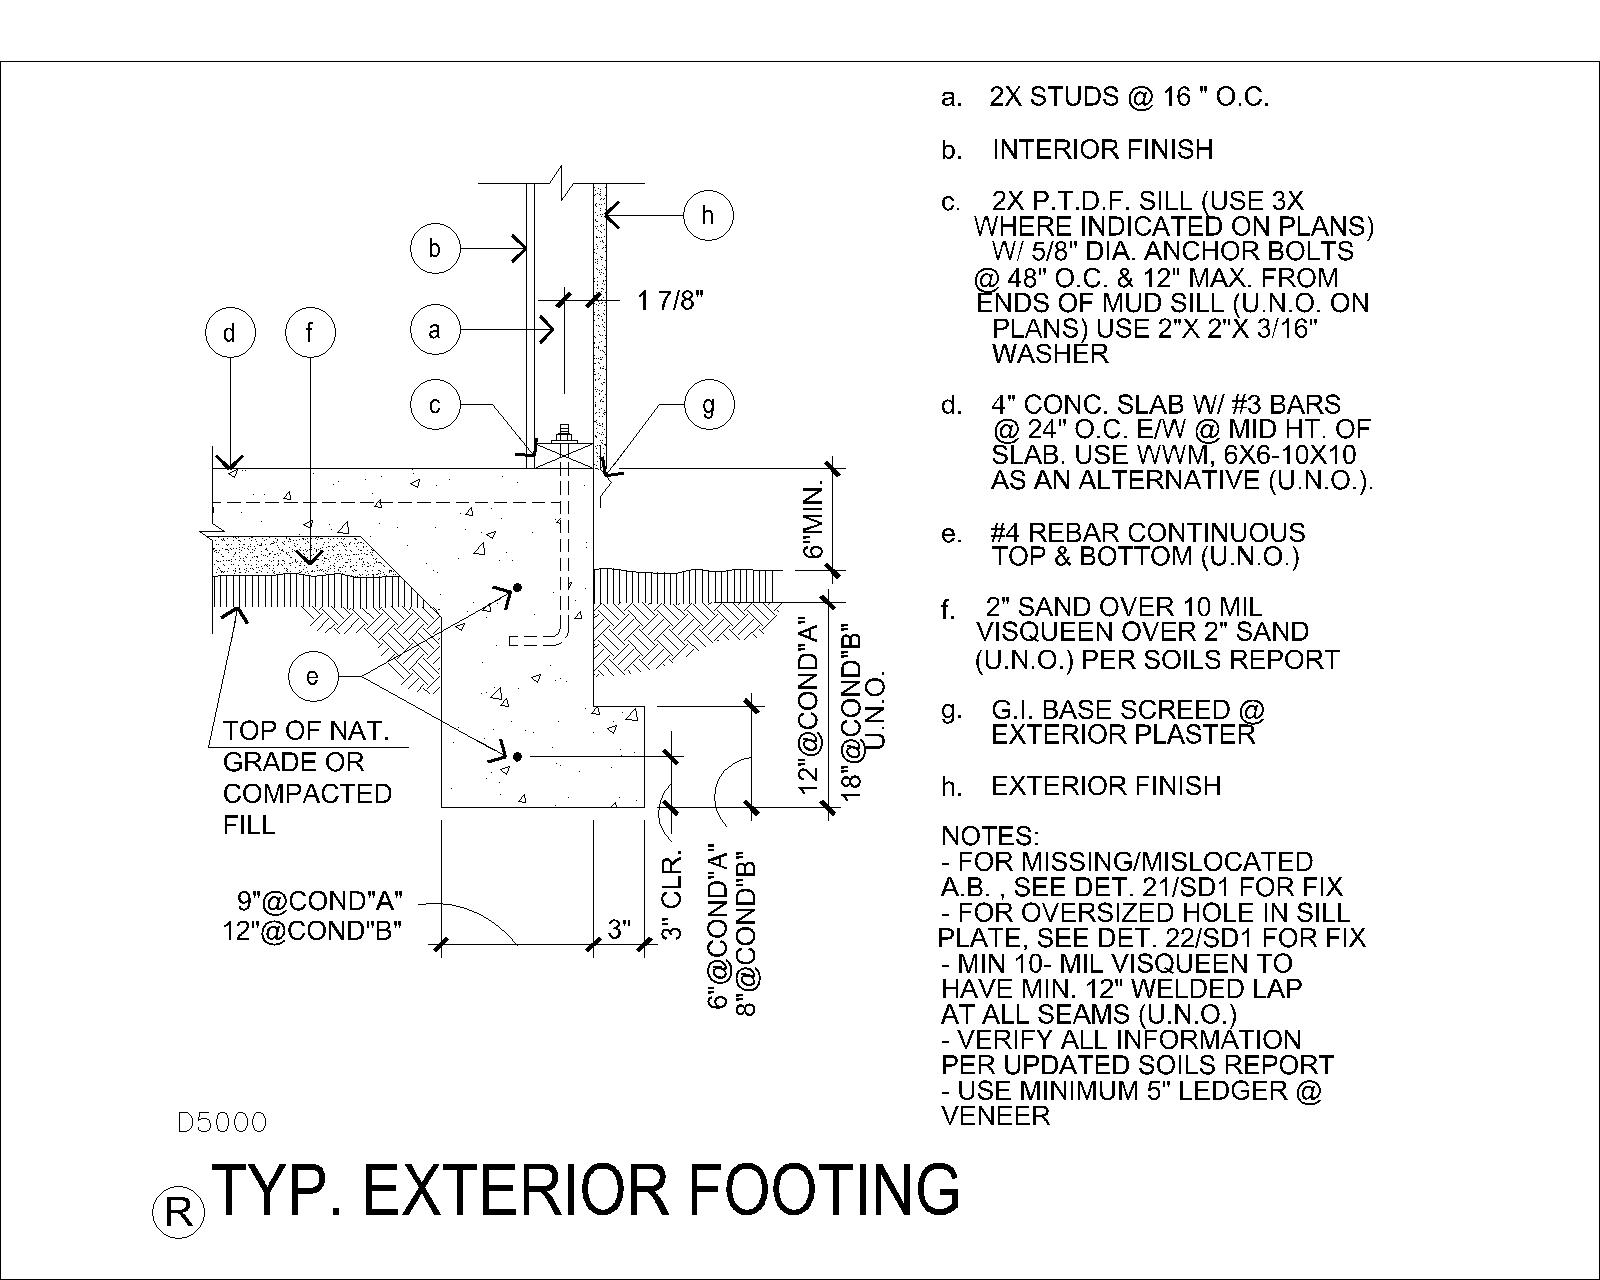 a. 2X STUDS @ 16 " O.C.
b. INTERIOR FINISH
c. 2X P.T.D.F. SILL (USE 3X
WHERE INDICATED ON PLANS)
W/ 5/8" DIA. ANCHOR BOLTS
@ 48" O.C. & 12" MAX. FROM
ENDS OF MUD SILL (U.N.O. ON
PLANS) USE 2"X 2"X 3/16"
WASHER
d. 4" CONC. SLAB W/ #3 BARS
@ 24" O.C. E/W @ MID HT. OF
SLAB. USE WWM, 6X6-10X10
AS AN ALTERNATIVE (U.N.O.).
e. #4 REBAR CONTINUOUS
TOP & BOTTOM (U.N.O.)
f. 2" SAND OVER 10 MIL
VISQUEEN OVER 2" SAND
(U.N.O.) PER SOILS REPORT
g. G.I. BASE SCREED @
EXTERIOR PLASTER
h. EXTERIOR FINISH
NOTES:
- FOR MISSING/MISLOCATED
A.B. , SEE DET. 21/SD1 FOR FIX
- FOR OVERSIZED HOLE IN SILL
PLATE, SEE DET. 22/SD1 FOR FIX
- MIN 10- MIL VISQUEEN TO
HAVE MIN. 12" WELDED LAP
AT ALL SEAMS (U.N.O.)
- VERIFY ALL INFORMATION
PER UPDATED SOILS REPORT
- USE MINIMUM 5" LEDGER @
VENEER
h
b
1 7/8"
d
f
a
c
g
6"MIN.
e
12"@COND"A"
18"@COND"B"
U.N.O.
TOP OF NAT.
GRADE OR
COMPACTED
FILL
9"@COND"A"
12"@COND"B"
3"
3" CLR.
6"@COND"A"
8"@COND"B"
D5000
R TYP. EXTERIOR FOOTING